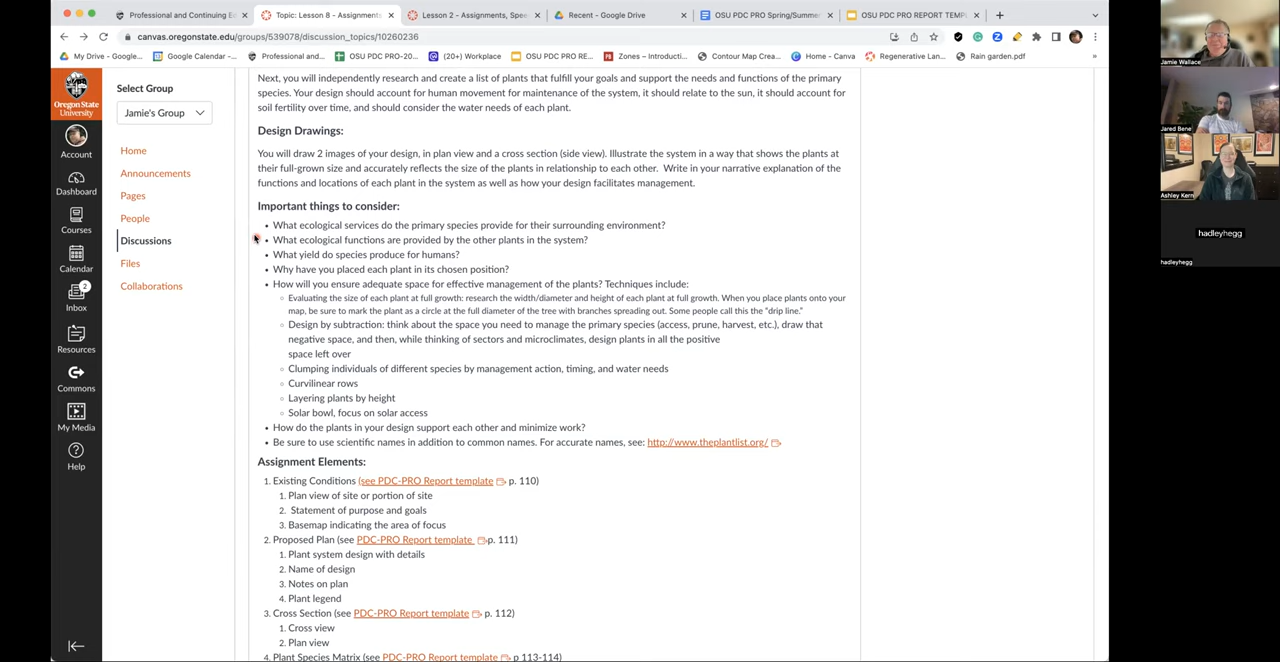 Professional and Continuing E
Topic: Lesson 8 - Assignments
Lesson 2 - Assignments, Spe
Recent - Google Drive
OSU PDC PRO Spring/Summer
OSU PDC PRO REPORT TEMP
canvas.oregonstate.edu/groups/539078/discussion_topics/10260236
My Drive - Google...
Google Calendar -...
Professional and...
OSU PDC PRO-20...
(20+) Workplace
OSU PDC PRO RE...
Zones – Introducti...
Contour Map Crea...
Home - Canva
Regenerative Lan...
Rain garden.pdf
Oregon State
University
Account
Dashboard
Courses
Calendar
2
Inbox
Resources
Commons
My Media
Help
Select Group
Jamie's Group
Home
Announcements
Pages
People
Discussions
Files
Collaborations
Next, you will independently research and create a list of plants that fulfill your goals and support the needs and functions of the primary
species. Your design should account for human movement for maintenance of the system, it should relate to the sun, it should account for
soil fertility over time, and should consider the water needs of each plant.
Design Drawings:
You will draw 2 images of your design, in plan view and a cross section (side view). Illustrate the system in a way that shows the plants at
their full-grown size and accurately reflects the size of the plants in relationship to each other. Write in your narrative explanation of the
functions and locations of each plant in the system as well as how your design facilitates management.
Important things to consider:
• What ecological services do the primary species provide for their surrounding environment?
• What ecological functions are provided by the other plants in the system?
• What yield do species produce for humans?
• Why have you placed each plant in its chosen position?
• How will you ensure adequate space for effective management of the plants? Techniques include:
◦ Evaluating the size of each plant at full growth: research the width/diameter and height of each plant at full growth. When you place plants onto your
map, be sure to mark the plant as a circle at the full diameter of the tree with branches spreading out. Some people call this the “drip line.”
◦ Design by subtraction: think about the space you need to manage the primary species (access, prune, harvest, etc.), draw that
negative space, and then, while thinking of sectors and microclimates, design plants in all the positive
space left over
◦ Clumping individuals of different species by management action, timing, and water needs
◦ Curvilinear rows
◦ Layering plants by height
◦ Solar bowl, focus on solar access
• How do the plants in your design support each other and minimize work?
• Be sure to use scientific names in addition to common names. For accurate names, see: http://www.theplantlist.org/
Assignment Elements:
1. Existing Conditions (see PDC-PRO Report template p. 110)
1. Plan view of site or portion of site
2. Statement of purpose and goals
3. Basemap indicating the area of focus
2. Proposed Plan (see PDC-PRO Report template p. 111)
1. Plant system design with details
2. Name of design
3. Notes on plan
4. Plant legend
3. Cross Section (see PDC-PRO Report template p. 112)
1. Cross view
2. Plan view
4. Plant Species Matrix (see PDC-PRO Report template p 113-114)
Jamie Wallace
Jared Bene
Ashley Kern
hadleyhegg
hadleyhegg